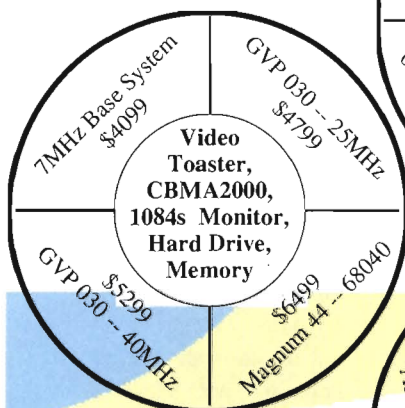 7MHz Base System
$4099
GVP 030 -- 25MHz
$4799
Video
Toaster,
CBMA2000,
1084s Monitor,
Hard Drive,
Memory
$5299
GVP 030 -- 40MHz
$6499
Magnum 44 -- 68040